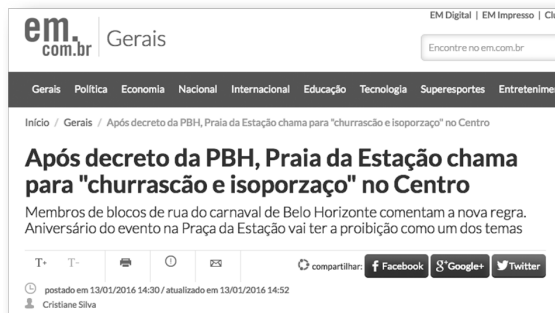 EM Digital | EM Impresso |
em.
com.br
Gerais
Encontre no em.com.br
Gerais Política Economia Nacional Internacional Educação Tecnologia Superesportes Entretenime
Início / Gerais / Após decreto da PBH, Praia da Estação chama para "churrascão e isoporzaço" no Centro
Após decreto da PBH, Praia da Estação chama
para "churrascão e isoporzaço" no Centro
Membros de blocos de rua do carnaval de Belo Horizonte comentam a nova regra.
Aniversário do evento na Praça da Estação vai ter a proibição como um dos temas
T+ T- compartilhar: Facebook Google+ Twitter
postado em 13/01/2016 14:30 / atualizado em 13/01/2016 14:52
Cristiane Silva